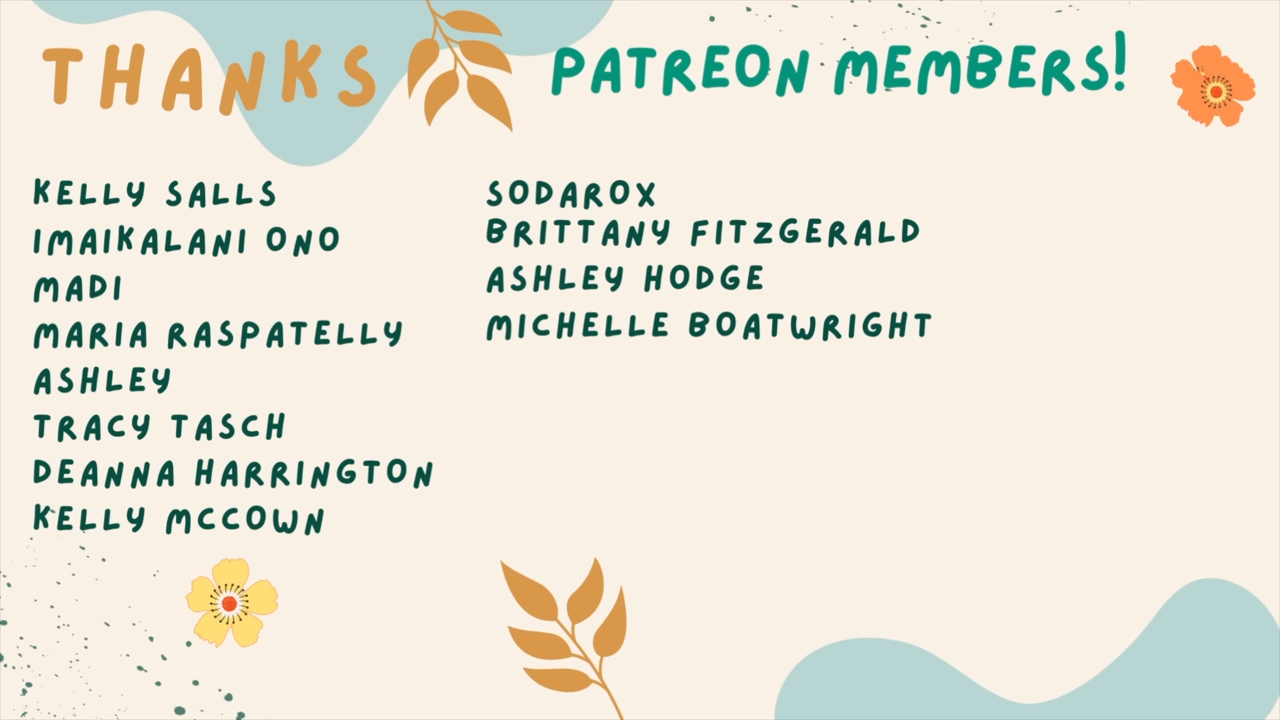 THANKS PATREON MEMBERS!
KELLY SALLS
IMAIKALANI ONO
MADI
MARIA RASPATELLY
ASHLEY
TRACY TASCH
DEANNA HARRINGTON
KELLY MCCOWN
SODAROX
BRITTANY FITZGERALD
ASHLEY HODGE
MICHELLE BOATWRIGHT